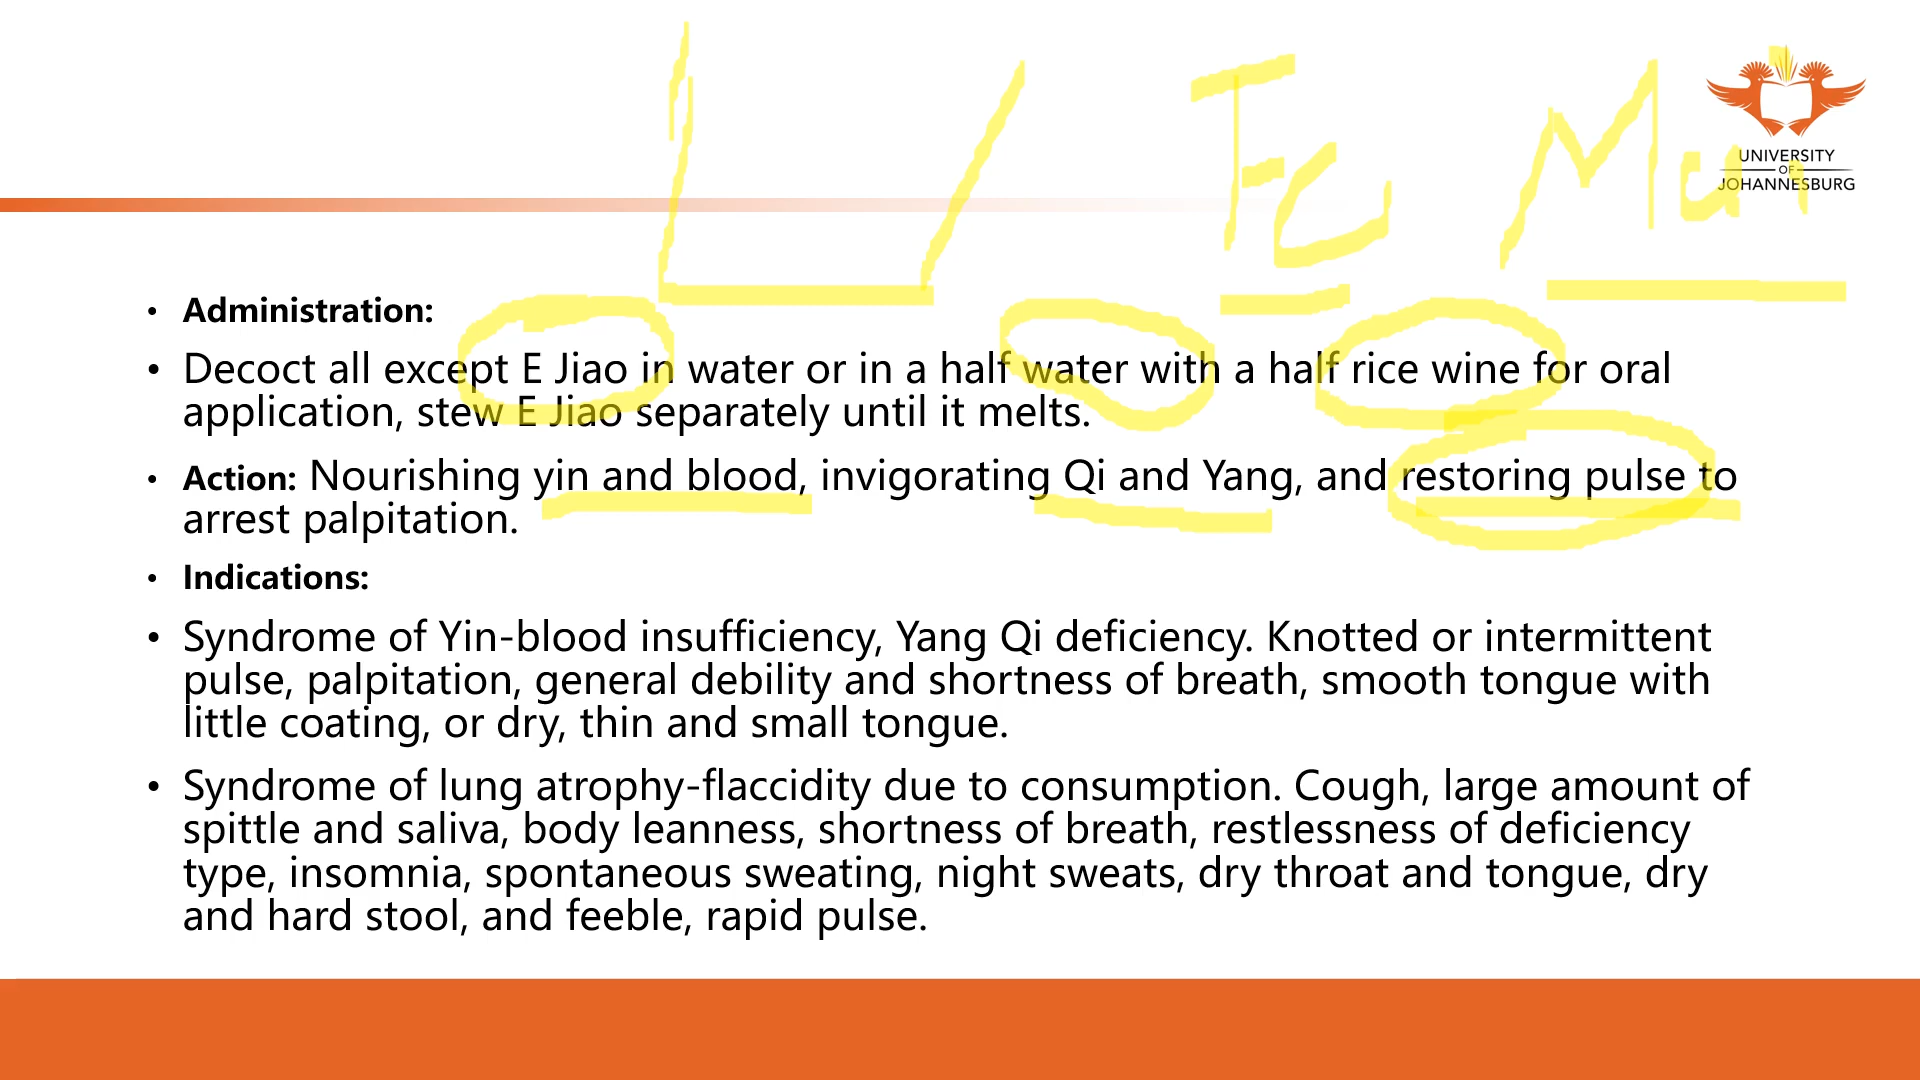 UNIVERSITY
OF
JOHANNESBURG
• Administration:
• Decoct all except E Jiao in water or in a half water with a half rice wine for oral
application, stew E Jiao separately until it melts.
• Action: Nourishing yin and blood, invigorating Qi and Yang, and restoring pulse to
arrest palpitation.
• Indications:
• Syndrome of Yin-blood insufficiency, Yang Qi deficiency. Knotted or intermittent
pulse, palpitation, general debility and shortness of breath, smooth tongue with
little coating, or dry, thin and small tongue.
• Syndrome of lung atrophy-flaccidity due to consumption. Cough, large amount of
spittle and saliva, body leanness, shortness of breath, restlessness of deficiency
type, insomnia, spontaneous sweating, night sweats, dry throat and tongue, dry
and hard stool, and feeble, rapid pulse.